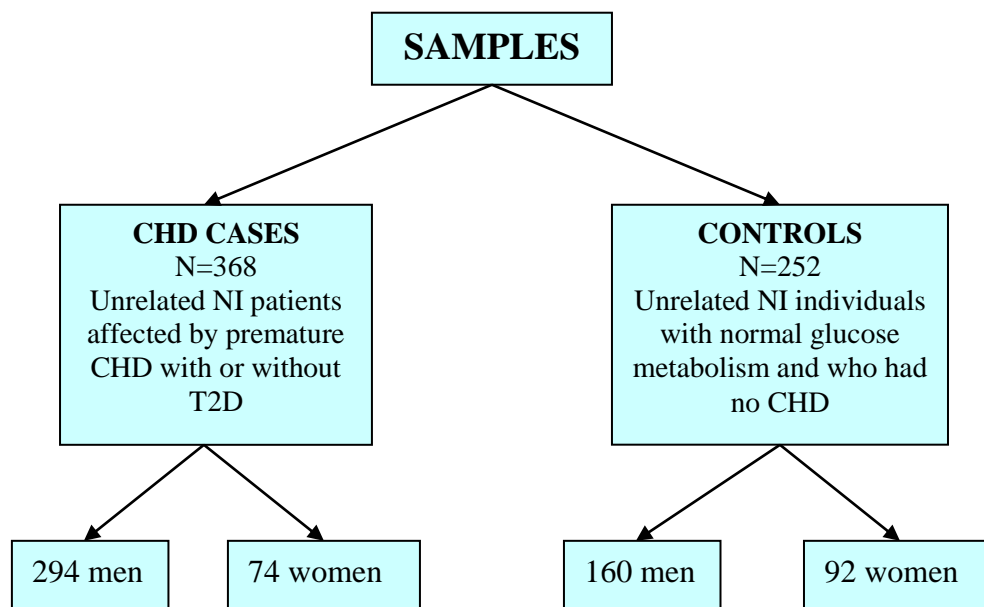 SAMPLES
CHD CASES
N=368
Unrelated NI patients
affected by premature
CHD with or without
T2D
CONTROLS
N=252
Unrelated NI individuals
with normal glucose
metabolism and who had
no CHD
294 men
74 women
160 men
92 women